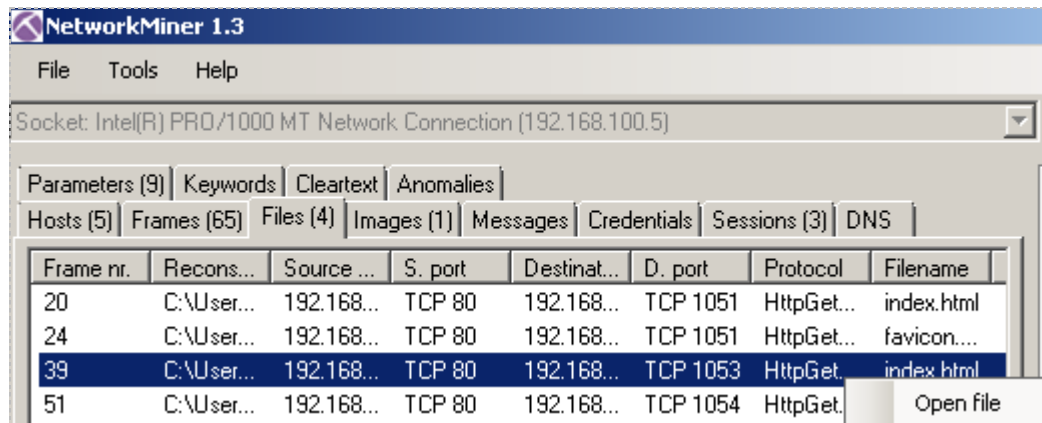 NetworkMiner 1.3
File Tools Help
Socket: Intel(R) PRO/1000 MT Network Connection (192.168.100.5)
Parameters (9) Keywords Cleartext Anomalies
Hosts (5) Frames (65) Files (4) Images (1) Messages Credentials Sessions (3) DNS
Frame nr. Recons... Source ... S. port Destinat... D. port Protocol Filename
20 C:\User... 192.168... TCP 80 192.168... TCP 1051 HttpGet... index.html
24 C:\User... 192.168... TCP 80 192.168... TCP 1051 HttpGet... favicon....
39 C:\User... 192.168... TCP 80 192.168... TCP 1053 HttpGet... index.html
51 C:\User... 192.168... TCP 80 192.168... TCP 1054 HttpGet. Open file